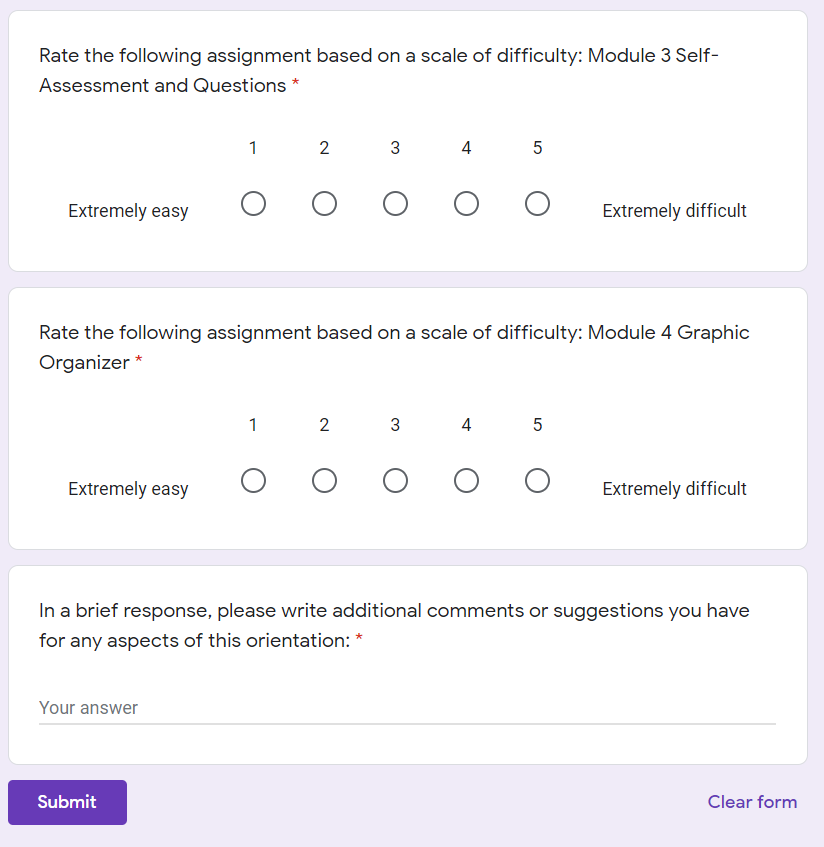 Rate the following assignment based on a scale of difficulty: Module 3 Self-
Assessment and Questions *
1 2 3 4 5
Extremely easy Extremely difficult
Rate the following assignment based on a scale of difficulty: Module 4 Graphic
Organizer *
1 2 3 4 5
Extremely easy Extremely difficult
In a brief response, please write additional comments or suggestions you have
for any aspects of this orientation: *
Your answer
Submit Clear form